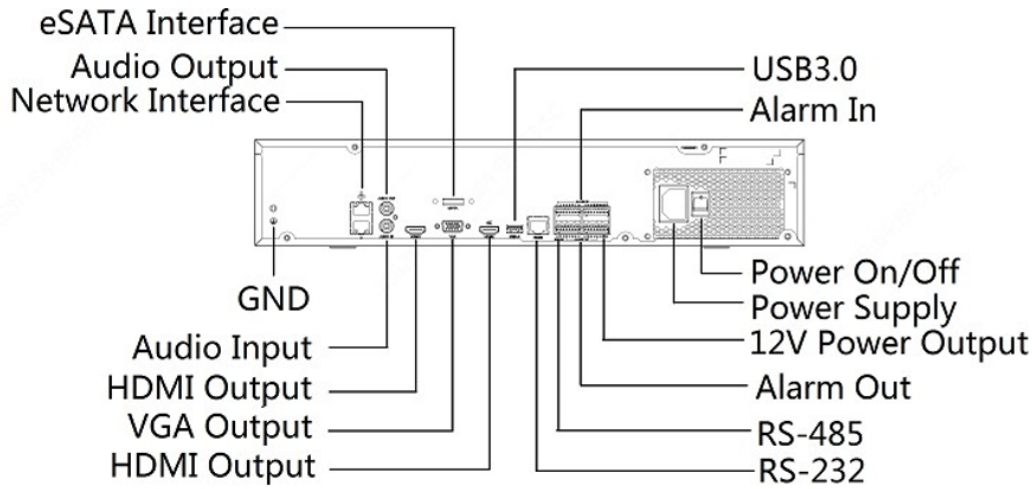 eSATA Interface
Audio Output
Network Interface
USB3.0
Alarm In
GND
Audio Input
HDMI Output
VGA Output
HDMI Output
Power On/Off
Power Supply
12V Power Output
Alarm Out
RS-485
RS-232